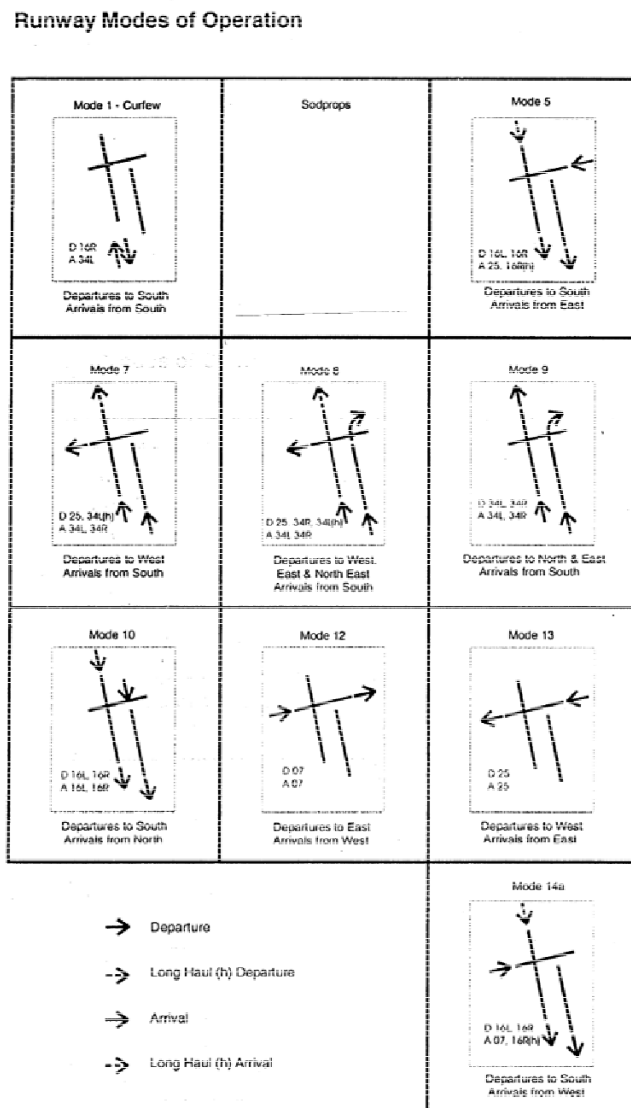 Runway Modes of Operation
Mode 1 - Curfew
D 16R
A 34L
Departures to South
Arrivals from South
Sodprops
Mode 5
D 16L, 16R
A 25, 16R(h)
Departures to South
Arrivals from East
Mode 7
D 25, 34L(h)
A 34L, 34R
Departures to West
Arrivals from South
Mode 8
D 25, 34R, 34L(h)
A 34L, 34R
Departures to West,
East & North East
Arrivals from South
Mode 9
D 34L, 34R
A 34L, 34R
Departures to North & East
Arrivals from South
Mode 10
D 16L, 16R
A 16L, 16R
Departures to South
Arrivals from North
Mode 12
D 07
A 07
Departures to East
Arrivals from West
Mode 13
D 25
A 25
Departures to West
Arrivals from East
Mode 14a
D 16L, 16R
A 07, 16R(h)
Departures to South
Arrivals from West
Departure
Long Haul (h) Departure
Arrival
Long Haul (h) Arrival